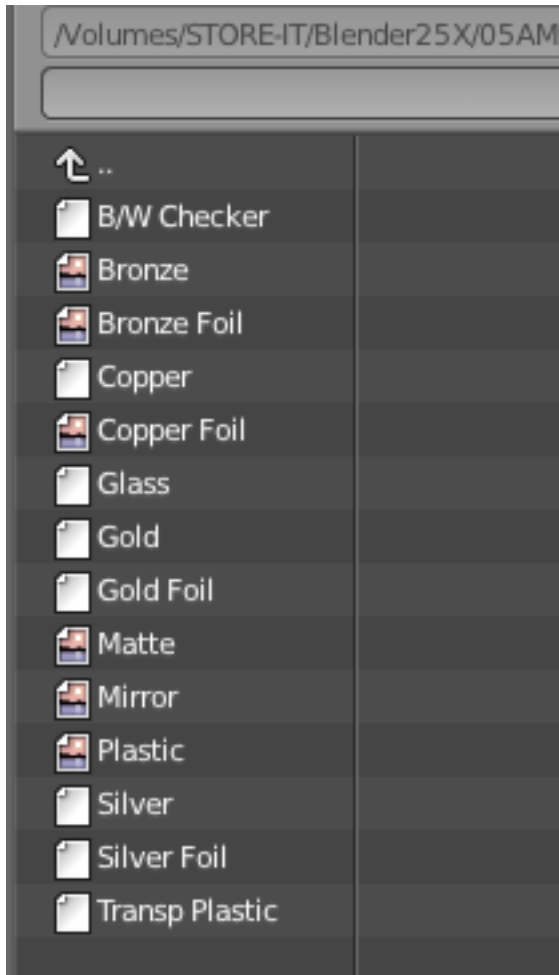 /Volumes/STORE-IT/Blender25X/05AM
..
B/W Checker
Bronze
Bronze Foil
Copper
Copper Foil
Glass
Gold
Gold Foil
Matte
Mirror
Plastic
Silver
Silver Foil
Transp Plastic